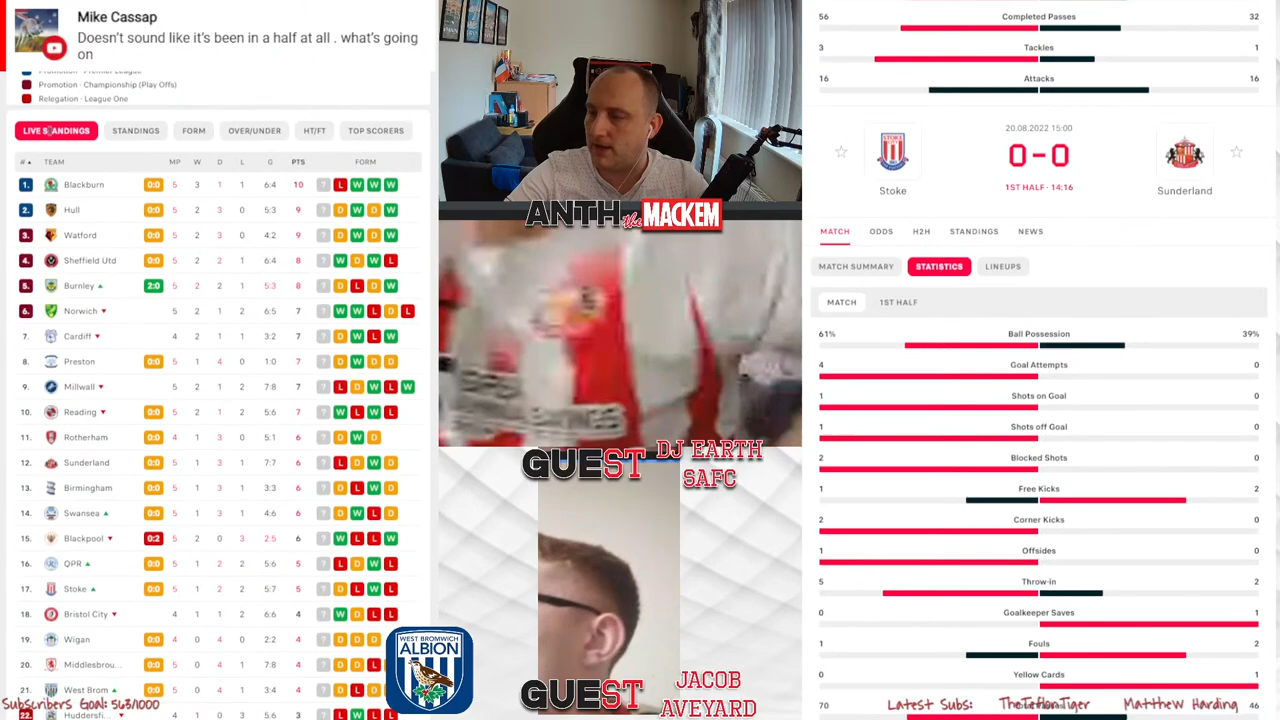 Mike Cassap
Doesn't sound like it's been in a half at all . what's going
on
Promotion - Premier League
Promotion - Championship (Play Offs)
Relegation - League One
LIVE STANDINGS STANDINGS FORM OVER/UNDER HT/FT TOP SCORERS
# TEAM MP W D L G PTS FORM
1. Blackburn 0:0 5 3 1 1 6:4 10 ? L W W W
2. Hull 0:0 5 2 3 0 5:3 9 ? D W D W
3. Watford 0:0 5 2 3 0 4:2 9 ? D W D W
4. Sheffield Utd 0:0 5 2 2 1 6:4 8 ? W D W L
5. Burnley 2:0 5 2 8 ? D L D W
6. Norwich 5 2 1 2 6:5 7 ? W W L D L
7. Cardiff 4 2 1 1 3:2 7 ? D W L W
8. Preston 0:0 5 1 4 0 1:0 7 ? D W D D
9. Millwall 5 2 1 2 7:8 7 ? L D W L W
10. Reading 0:0 5 2 1 2 5:6 7 ? W L W L
11. Rotherham 0:0 4 1 3 0 5:1 6 ? D W D
12. Sunderland 0:0 5 1 3 1 7:7 6 ? L D W D
13. Birmingham 0:0 5 1 3 1 3:3 6 ? D L W D
14. Swansea 0:0 5 1 3 1 4:6 6 ? D W L D
15. Blackpool 0:2 5 2 0 3 2:5 6 ? W L L W
16. QPR 0:0 5 1 2 2 5:6 5 ? L D W L
17. Stoke 0:0 5 1 2 2 5:7 5 ? D L W L
18. Bristol City 4 1 1 2 6:6 4 ? W D L L
19. Wigan 0:0 4 0 4 0 2:2 4 ? D D D
20. Middlesbrou... 0:0 5 0 4 1 7:8 4 ? D D L
21. West Brom 0:0 5 0 4 1 3:4 4 ? D L
22. Huddersfi... 0:0 4 1 0 3 3
Subscribers Goal: 563/1000
WEST BROMWICH
ALBION
ANTH the MACKEM
GUEST DJ EARTH
SAFC
GUEST JACOB
AVEYARD
56 Completed Passes 32
3 Tackles 1
16 Attacks 16
20.08.2022 15:00
0-0
1ST HALF - 14:16
Stoke Sunderland
MATCH ODDS H2H STANDINGS NEWS
MATCH SUMMARY STATISTICS LINEUPS
MATCH 1ST HALF
61% Ball Possession 39%
4 Goal Attempts 0
1 Shots on Goal 0
1 Shots off Goal 0
2 Blocked Shots 0
1 Free Kicks 2
2 Corner Kicks 0
1 Offsides 0
5 Throw-in 2
0 Goalkeeper Saves 1
1 Fouls 2
0 Yellow Cards 1
70 46
Latest Subs: TheTeflonTiger Matthew Harding